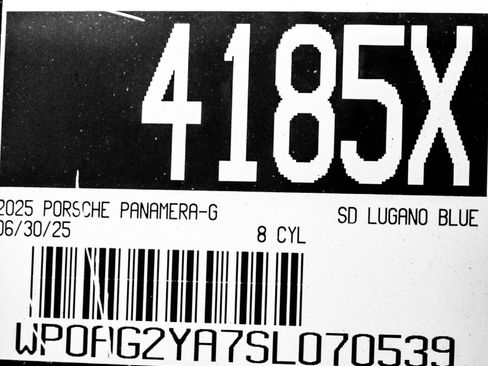 4185X
2025 PORSCHE PANAMERA-G SD LUGANO BLUE
06/30/25 8 CYL
WP0AG2YA7SL070539